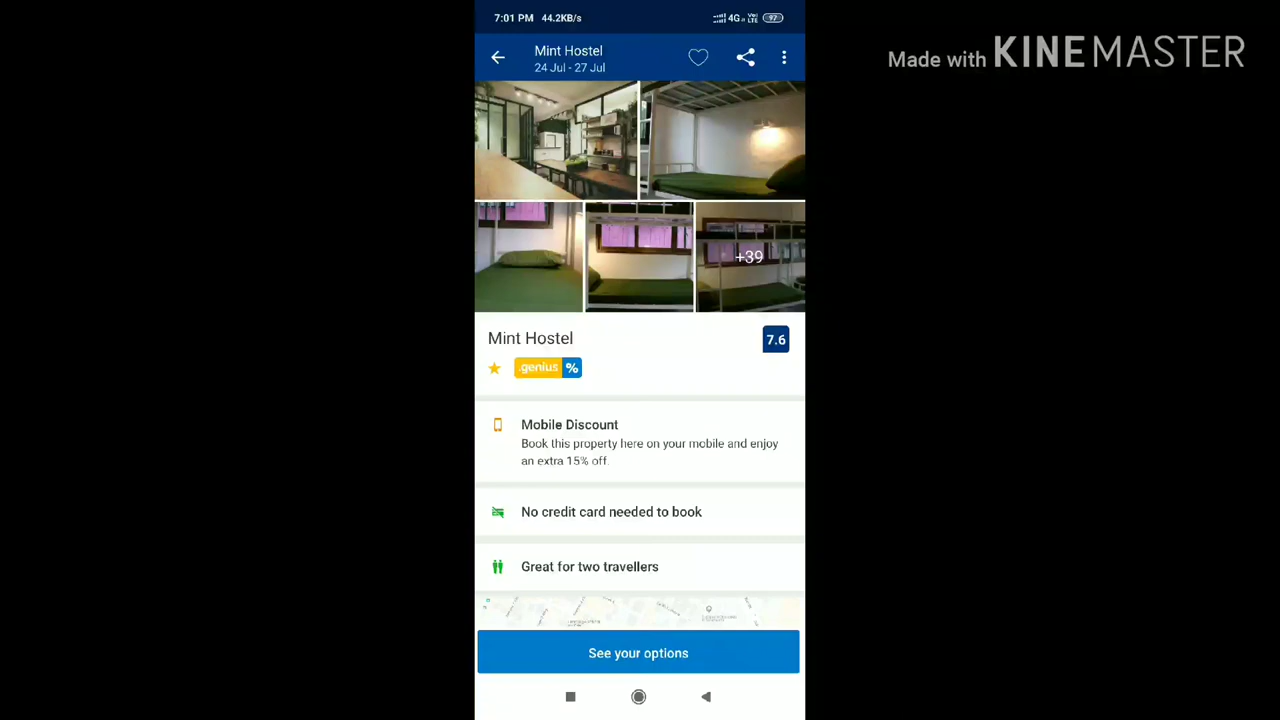 7:01 PM 44.2KB/s
4G
Vo
LTE
97
Made with KINEMASTER
Mint Hostel
24 Jul - 27 Jul
+39
Mint Hostel
7.6
.genius %
Mobile Discount
Book this property here on your mobile and enjoy
an extra 15% off.
No credit card needed to book
Great for two travellers
See your options